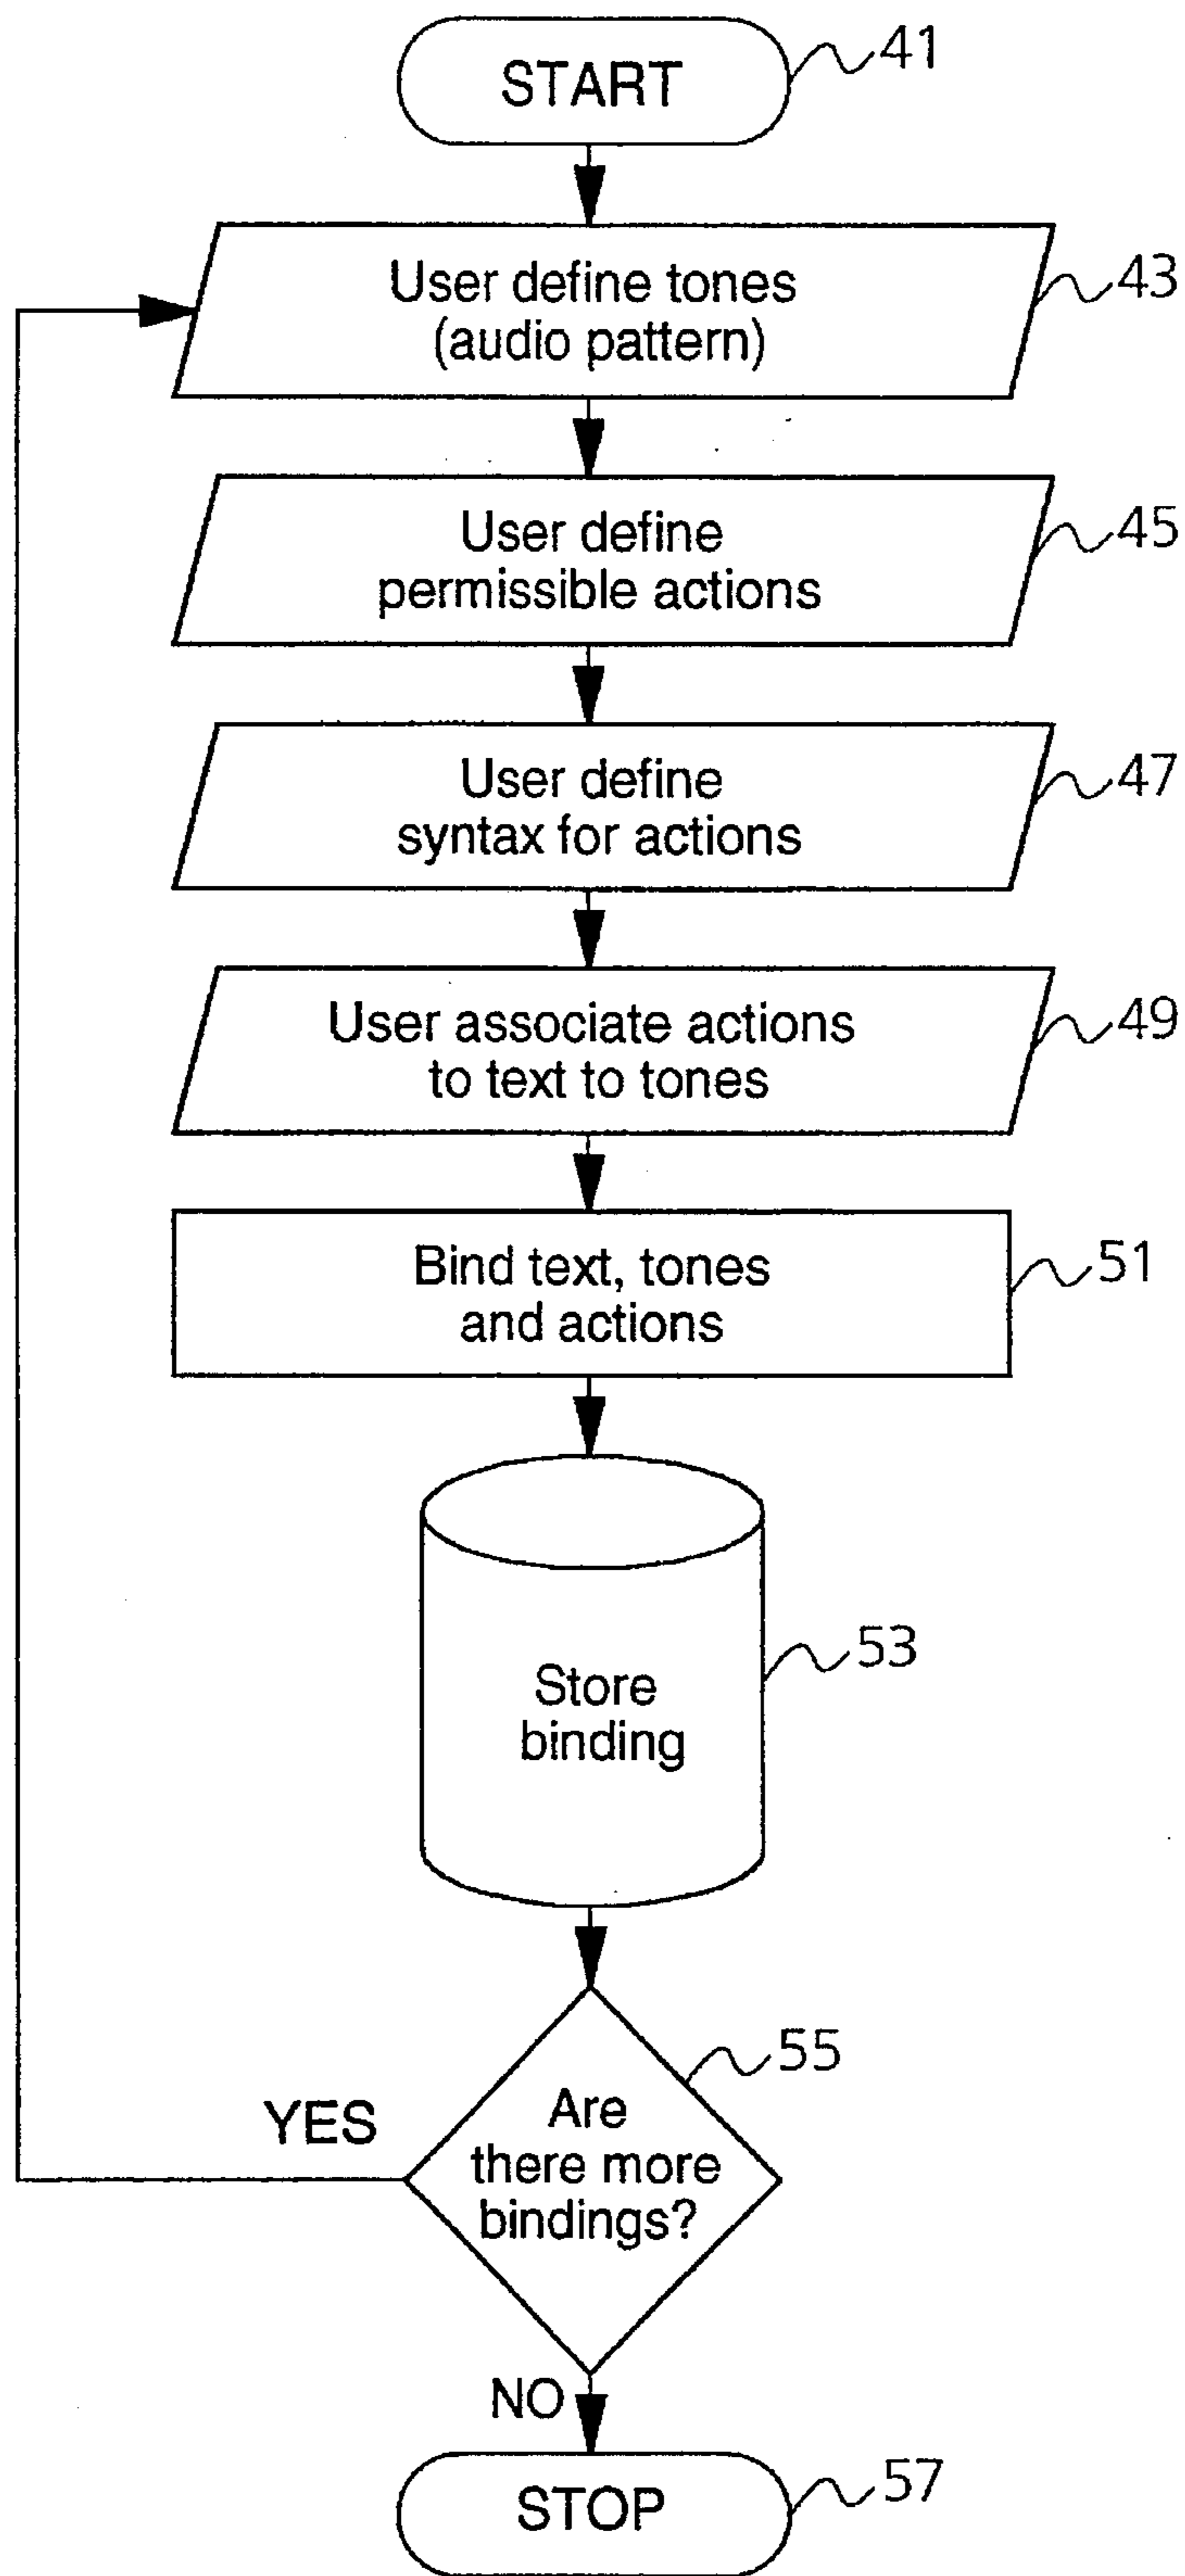 START
41
User define tones
(audio pattern)
43
User define
permissible actions
45
User define
syntax for actions
47
User associate actions
to text to tones
49
Bind text, tones
and actions
51
Store
binding
53
55
Are
there more
bindings?
YES
NO
STOP
57